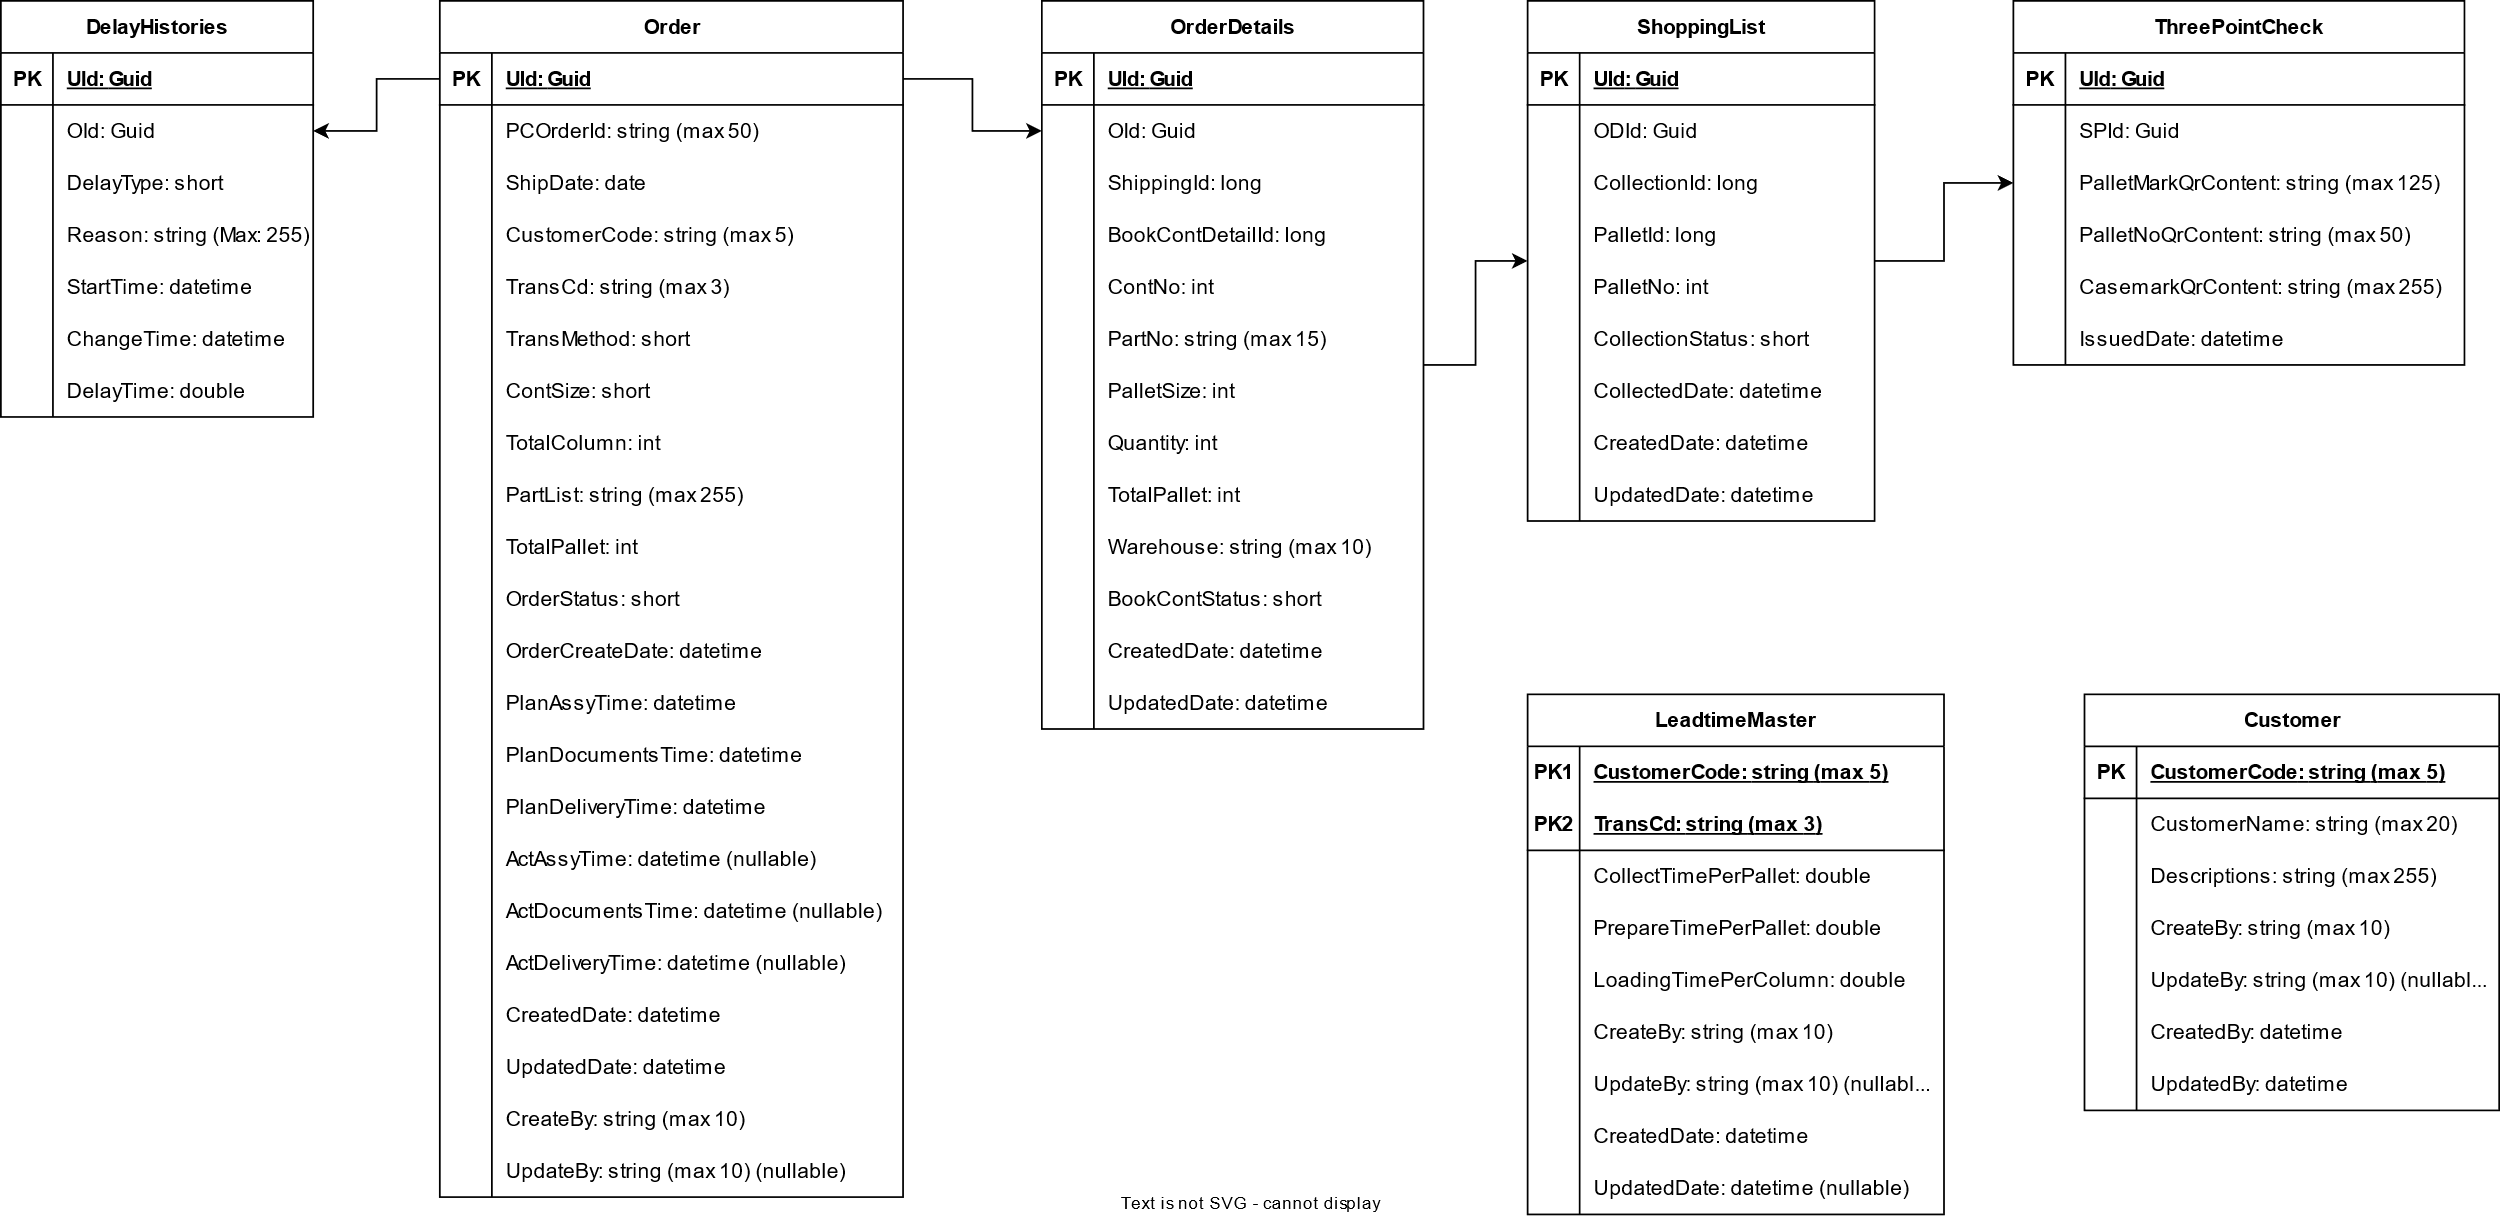 DelayHistories
PK UId: Guid
OId: Guid
DelayType: short
Reason: string (Max: 255)
StartTime: datetime
ChangeTime: datetime
DelayTime: double
Order
PK UId: Guid
PCOrderId: string (max 50)
ShipDate: date
CustomerCode: string (max 5)
TransCd: string (max 3)
TransMethod: short
ContSize: short
TotalColumn: int
PartList: string (max 255)
TotalPallet: int
OrderStatus: short
OrderCreateDate: datetime
PlanAssyTime: datetime
PlanDocumentsTime: datetime
PlanDeliveryTime: datetime
ActAssyTime: datetime (nullable)
ActDocumentsTime: datetime (nullable)
ActDeliveryTime: datetime (nullable)
CreatedDate: datetime
UpdatedDate: datetime
CreateBy: string (max 10)
UpdateBy: string (max 10) (nullable)
OrderDetails
PK UId: Guid
OId: Guid
ShippingId: long
BookContDetailId: long
ContNo: int
PartNo: string (max 15)
PalletSize: int
Quantity: int
TotalPallet: int
Warehouse: string (max 10)
BookContStatus: short
CreatedDate: datetime
UpdatedDate: datetime
ShoppingList
PK UId: Guid
ODId: Guid
CollectionId: long
PalletId: long
PalletNo: int
CollectionStatus: short
CollectedDate: datetime
CreatedDate: datetime
UpdatedDate: datetime
ThreePointCheck
PK UId: Guid
SPId: Guid
PalletMarkQrContent: string (max 125)
PalletNoQrContent: string (max 50)
CasemarkQrContent: string (max 255)
IssuedDate: datetime
LeadtimeMaster
PK1 CustomerCode: string (max 5)
PK2 TransCd: string (max 3)
CollectTimePerPallet: double
PrepareTimePerPallet: double
LoadingTimePerColumn: double
CreateBy: string (max 10)
UpdateBy: string (max 10) (nullabl...
CreatedDate: datetime
UpdatedDate: datetime (nullable)
Customer
PK CustomerCode: string (max 5)
CustomerName: string (max 20)
Descriptions: string (max 255)
CreateBy: string (max 10)
UpdateBy: string (max 10) (nullabl...
CreatedBy: datetime
UpdatedBy: datetime
Text is not SVG - cannot display